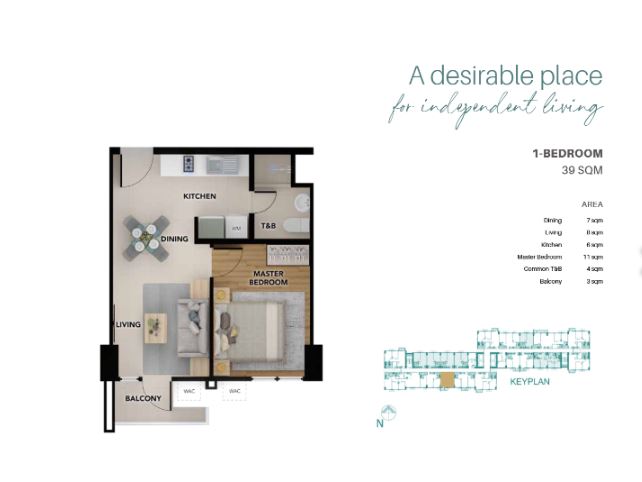 A desirable place
for independent living
1-BEDROOM
39 SQM
AREA
Dining 7 sqm
Living 8 sqm
Kitchen 6 sqm
Master Bedroom 11 sqm
Common T&B 4 sqm
Balcony 3 sqm
KITCHEN
T&B
W/M
DINING
MASTER
BEDROOM
LIVING
BALCONY
WAC
WAC
KEYPLAN
N